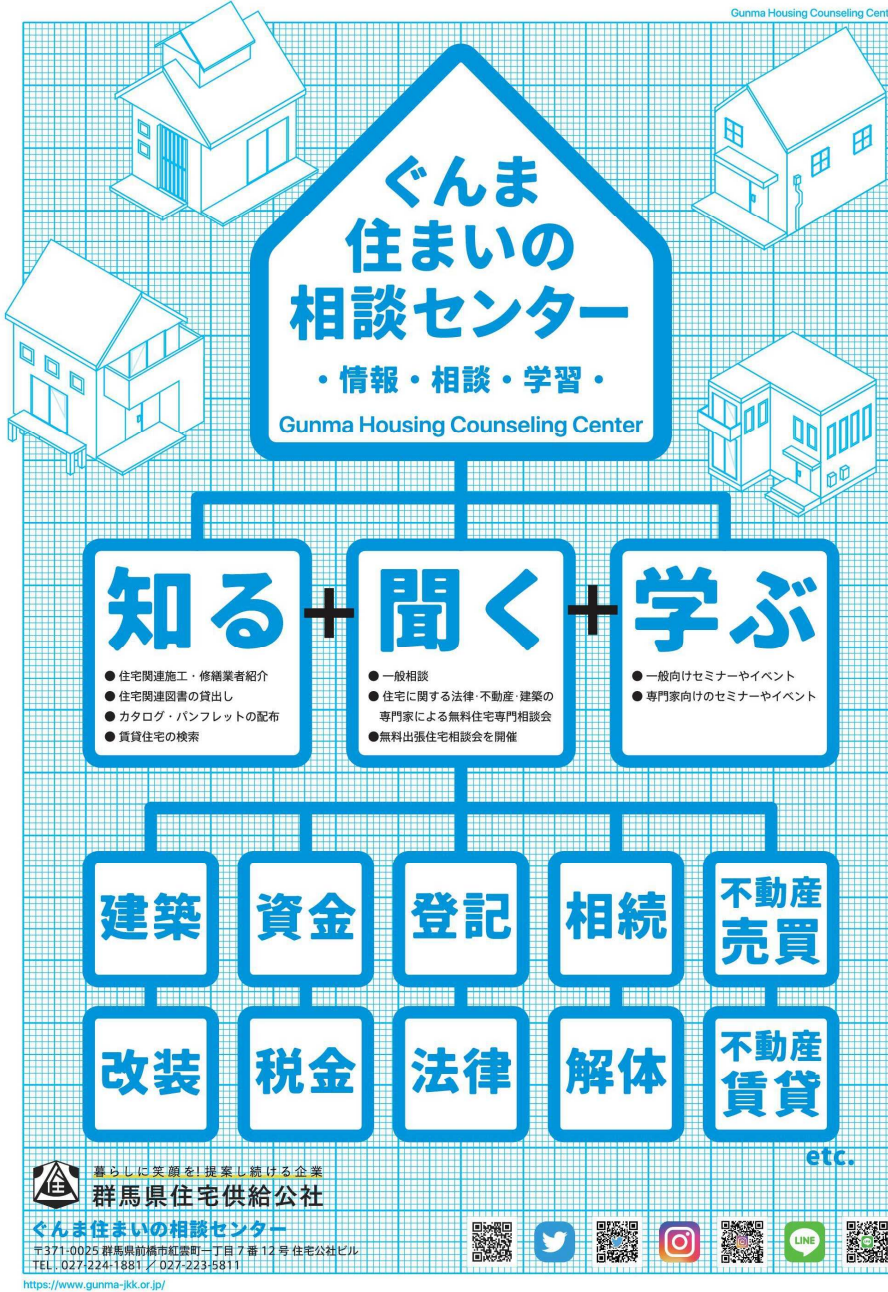 Gunma Housing Counseling Cent
ぐんま
住まいの
相談センター
・情報・相談・学習・
Gunma Housing Counseling Center
知る
● 住宅関連施工・修繕業者紹介
● 住宅関連図書の貸出し
● カタログ・パンフレットの配布
● 賃貸住宅の検索
+
聞く
● 一般相談
● 住宅に関する法律・不動産・建築の
専門家による無料住宅専門相談会
●無料出張住宅相談会を開催
+
学ぶ
● 一般向けセミナーやイベント
● 専門家向けのセミナーやイベント
建築
資金
登記
相続
不動産
売買
改装
税金
法律
解体
不動産
賃貸
etc.
住
暮らしに笑顔を!提案し続ける企業
群馬県住宅供給公社
ぐんま住まいの相談センター
〒371-0025 群馬県前橋市紅雲町一丁目7番12号 住宅公社ビル
TEL. 027-224-1881 / 027-223-5811
LINE
https://www.gunma-jkk.or.jp/